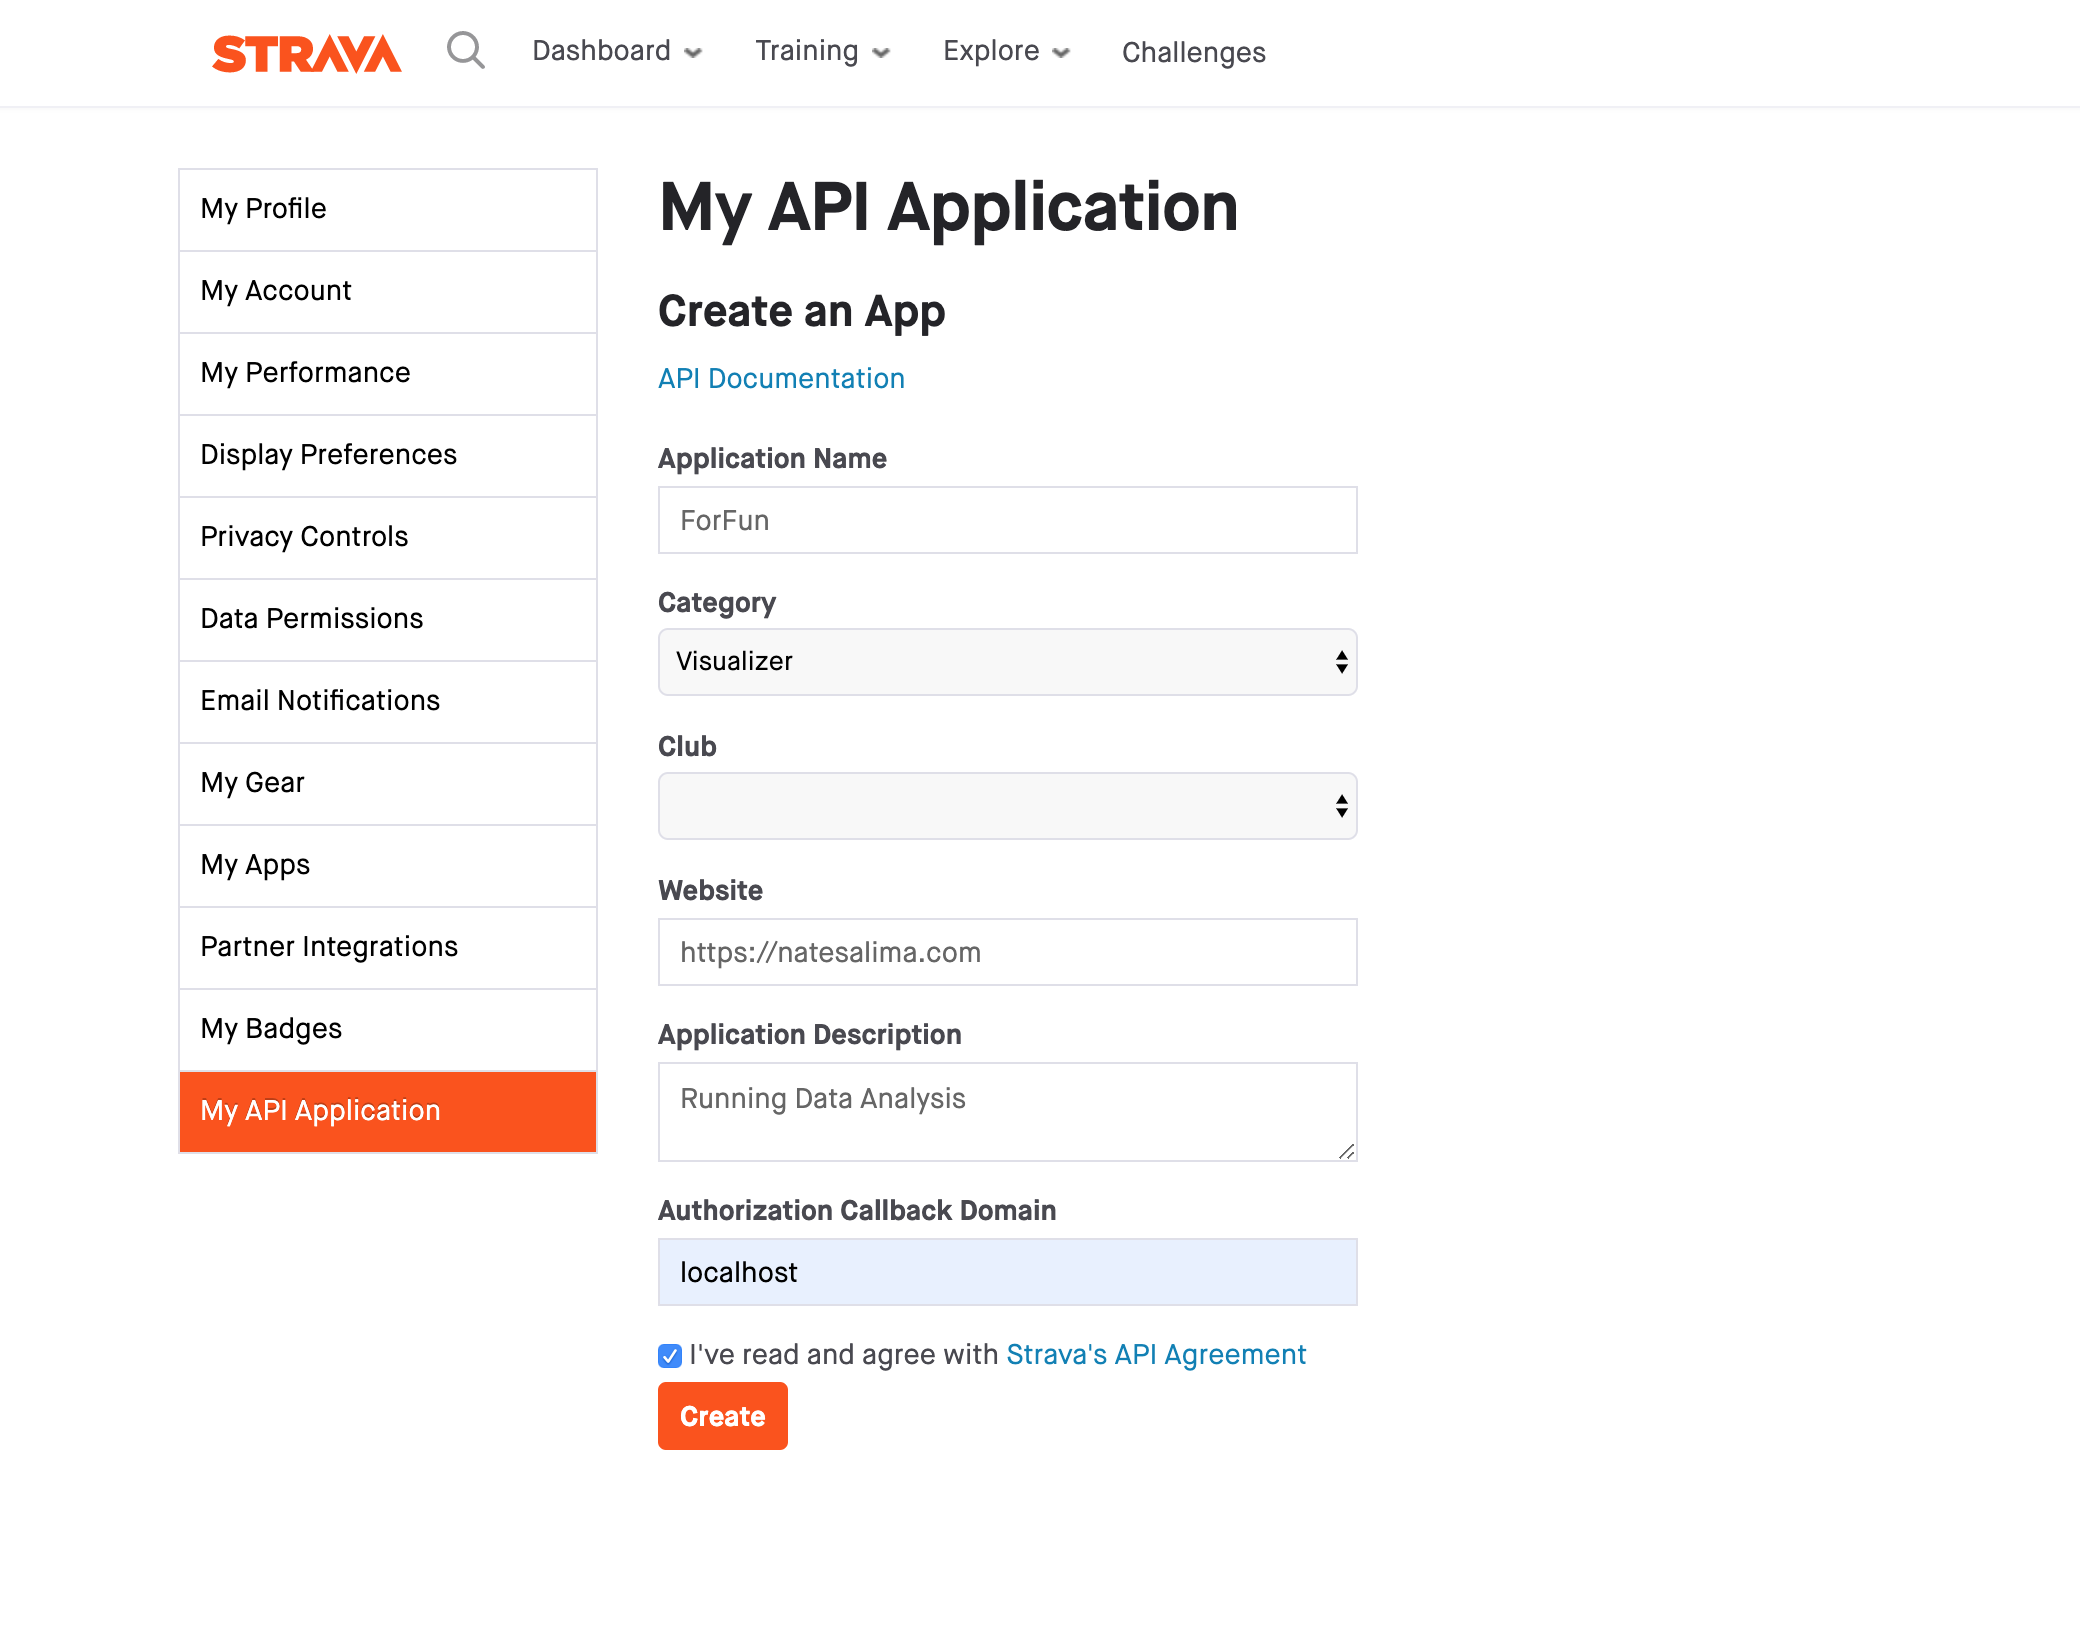 STRAVA
Dashboard Training Explore Challenges
My Profile
My Account
My Performance
Display Preferences
Privacy Controls
Data Permissions
Email Notifications
My Gear
My Apps
Partner Integrations
My Badges
My API Application
My API Application
Create an App
API Documentation
Application Name
ForFun
Category
Visualizer
Club
Website
https://natesalima.com
Application Description
Running Data Analysis
Authorization Callback Domain
localhost
I've read and agree with Strava's API Agreement
Create